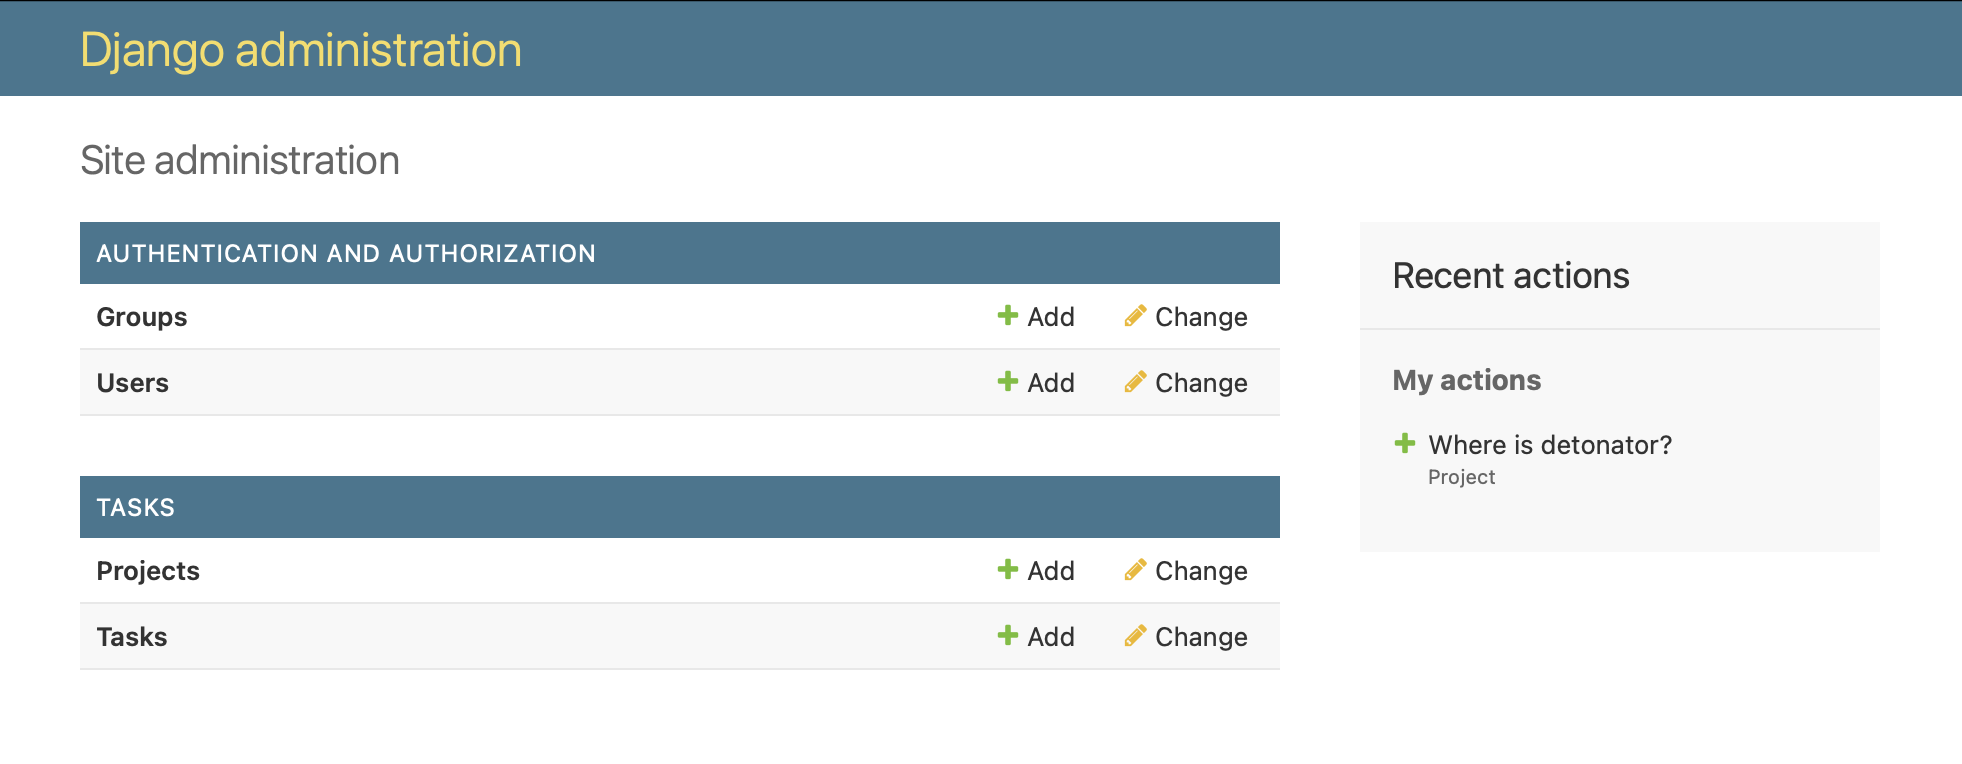 Django administration
Site administration
AUTHENTICATION AND AUTHORIZATION
Groups Add Change
Users Add Change
TASKS
Projects Add Change
Tasks Add Change
Recent actions
My actions
Where is detonator?
Project